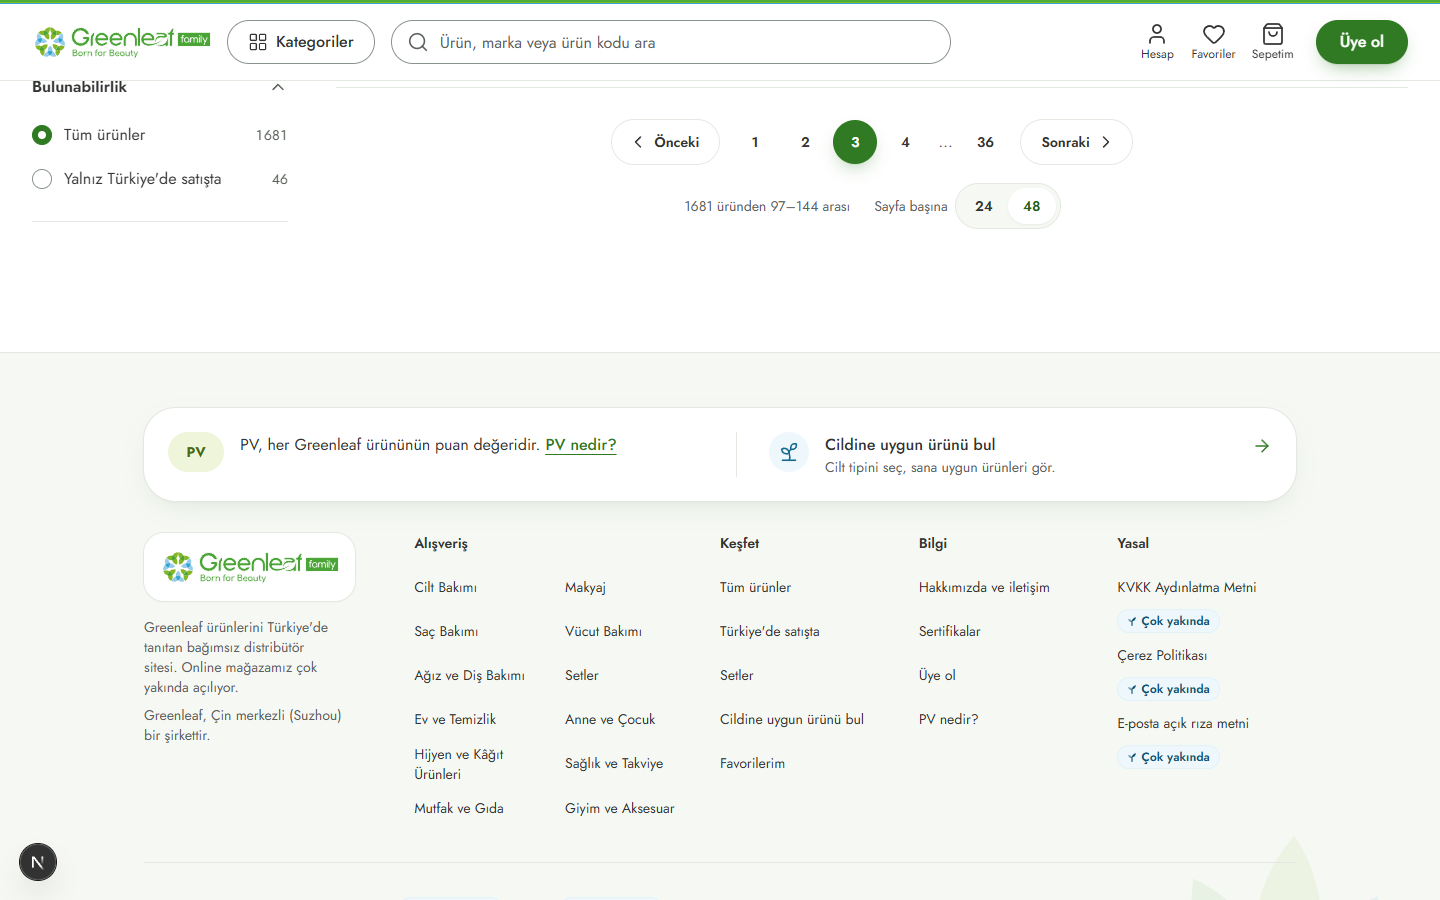 Greenleaf family
Born for Beauty
Kategoriler
Ürün, marka veya ürün kodu ara
Hesap
Favoriler
Sepetim
Üye ol
Bulunabilirlik
Tüm ürünler 1681
Yalnız Türkiye'de satışta 46
Önceki 1 2 3 4 ... 36 Sonraki
1681 üründen 97–144 arası Sayfa başına 24 48
PV
PV, her Greenleaf ürününün puan değeridir. PV nedir?
Cildine uygun ürünü bul
Cilt tipini seç, sana uygun ürünleri gör.
Greenleaf family
Born for Beauty
Greenleaf ürünlerini Türkiye'de
tanıtan bağımsız distribütör
sitesi. Online mağazamız çok
yakında açılıyor.
Greenleaf, Çin merkezli (Suzhou)
bir şirkettir.
Alışveriş
Cilt Bakımı
Saç Bakımı
Ağız ve Diş Bakımı
Ev ve Temizlik
Hijyen ve Kâğıt
Ürünleri
Mutfak ve Gıda
Makyaj
Vücut Bakımı
Setler
Anne ve Çocuk
Sağlık ve Takviye
Giyim ve Aksesuar
Keşfet
Tüm ürünler
Türkiye'de satışta
Setler
Cildine uygun ürünü bul
Favorilerim
Bilgi
Hakkımızda ve iletişim
Sertifikalar
Üye ol
PV nedir?
Yasal
KVKK Aydınlatma Metni
Çok yakında
Çerez Politikası
Çok yakında
E-posta açık rıza metni
Çok yakında
N